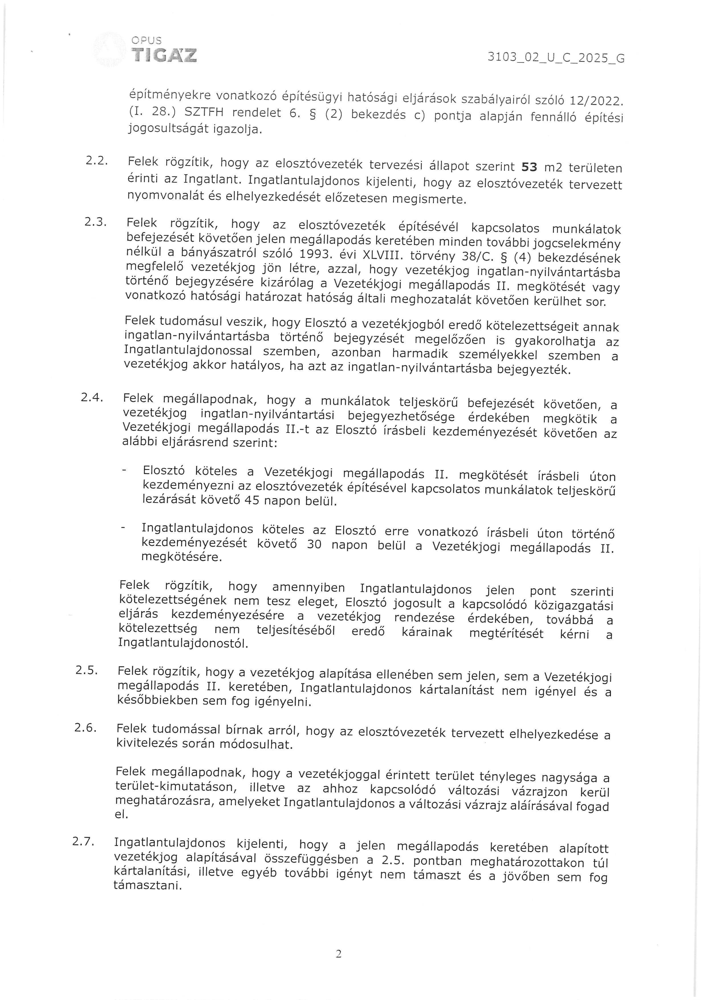 OPUS
TIGÁZ
3103_02_U_C_2025_G
építményekre vonatkozó építésügyi hatósági eljárások szabályairól szóló 12/2022.
(I. 28.) SZTFH rendelet 6. § (2) bekezdés c) pontja alapján fennálló építési
jogosultságát igazolja.
2.2. Felek rögzítik, hogy az elosztóvezeték tervezési állapot szerint 53 m2 területen
érinti az Ingatlant. Ingatlantulajdonos kijelenti, hogy az elosztóvezeték tervezett
nyomvonalát és elhelyezkedését előzetesen megismerte.
2.3. Felek rögzítik, hogy az elosztóvezeték építésévél kapcsolatos munkálatok
befejezését követően jelen megállapodás keretében minden további jogcselekmény
nélkül a bányászatról szóló 1993. évi XLVIII. törvény 38/C. § (4) bekezdésének
megfelelő vezetékjog jön létre, azzal, hogy vezetékjog ingatlan-nyilvántartásba
történő bejegyzésére kizárólag a Vezetékjogi megállapodás II. megkötését vagy
vonatkozó hatósági határozat hatóság általi meghozatalát követően kerülhet sor.
Felek tudomásul veszik, hogy Elosztó a vezetékjogból eredő kötelezettségeit annak
ingatlan-nyilvántartásba történő bejegyzését megelőzően is gyakorolhatja az
Ingatlantulajdonossal szemben, azonban harmadik személyekkel szemben a
vezetékjog akkor hatályos, ha azt az ingatlan-nyilvántartásba bejegyezték.
2.4. Felek megállapodnak, hogy a munkálatok teljeskörű befejezését követően, a
vezetékjog ingatlan-nyilvántartási bejegyezhetősége érdekében megkötik a
Vezetékjogi megállapodás II.-t az Elosztó írásbeli kezdeményezését követően az
alábbi eljárásrend szerint:
- Elosztó köteles a Vezetékjogi megállapodás II. megkötését írásbeli úton
kezdeményezni az elosztóvezeték építésével kapcsolatos munkálatok teljeskörű
lezárását követő 45 napon belül.
- Ingatlantulajdonos köteles az Elosztó erre vonatkozó írásbeli úton történő
kezdeményezését követő 30 napon belül a Vezetékjogi megállapodás II.
megkötésére.
Felek rögzítik, hogy amennyiben Ingatlantulajdonos jelen pont szerinti
kötelezettségének nem tesz eleget, Elosztó jogosult a kapcsolódó közigazgatási
eljárás kezdeményezésére a vezetékjog rendezése érdekében, továbbá a
kötelezettség nem teljesítéséből eredő kárainak megtérítését kérni a
Ingatlantulajdonostól.
2.5. Felek rögzítik, hogy a vezetékjog alapítása ellenében sem jelen, sem a Vezetékjogi
megállapodás II. keretében, Ingatlantulajdonos kártalanítást nem igényel és a
későbbiekben sem fog igényelni.
2.6. Felek tudomással bírnak arról, hogy az elosztóvezeték tervezett elhelyezkedése a
kivitelezés során módosulhat.
Felek megállapodnak, hogy a vezetékjoggal érintett terület tényleges nagysága a
terület-kimutatáson, illetve az ahhoz kapcsolódó változási vázrajzon kerül
meghatározásra, amelyeket Ingatlantulajdonos a változási vázrajz aláírásával fogad
el.
2.7. Ingatlantulajdonos kijelenti, hogy a jelen megállapodás keretében alapított
vezetékjog alapításával összefüggésben a 2.5. pontban meghatározottakon túl
kártalanítási, illetve egyéb további igényt nem támaszt és a jövőben sem fog
támasztani.
2